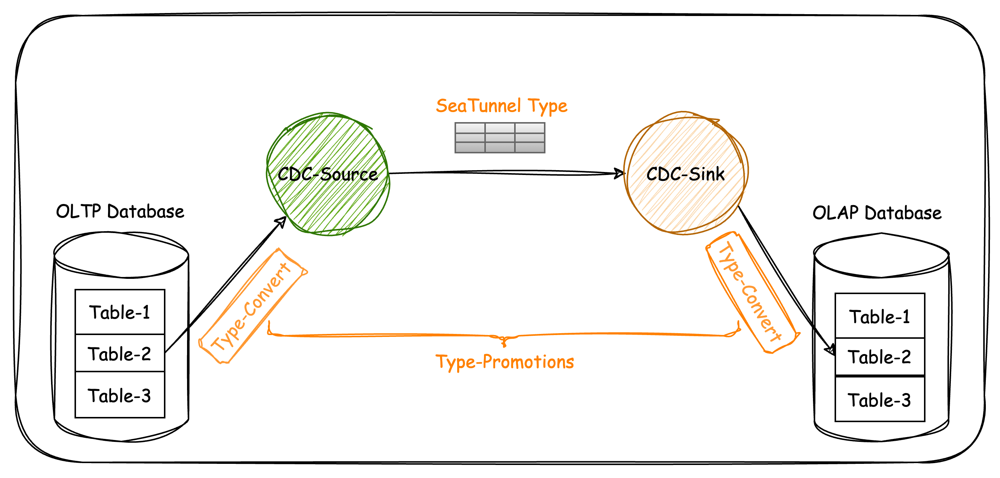 SeaTunnel Type
CDC-Source
CDC-Sink
OLTP Database
OLAP Database
Type-Convert
Type-Convert
Table-1
Table-2
Table-3
Table-1
Table-2
Table-3
Type-Promotions